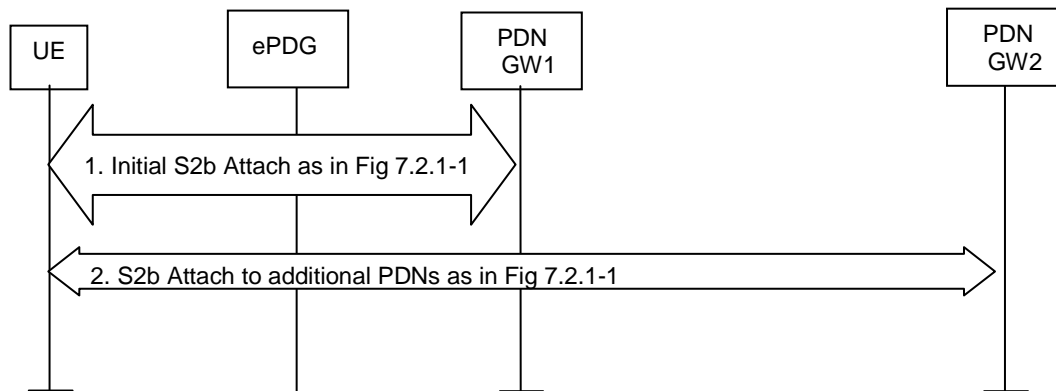 UE
ePDG
PDN
GW1
PDN
GW2
1. Initial S2b Attach as in Fig 7.2.1-1
2. S2b Attach to additional PDNs as in Fig 7.2.1-1